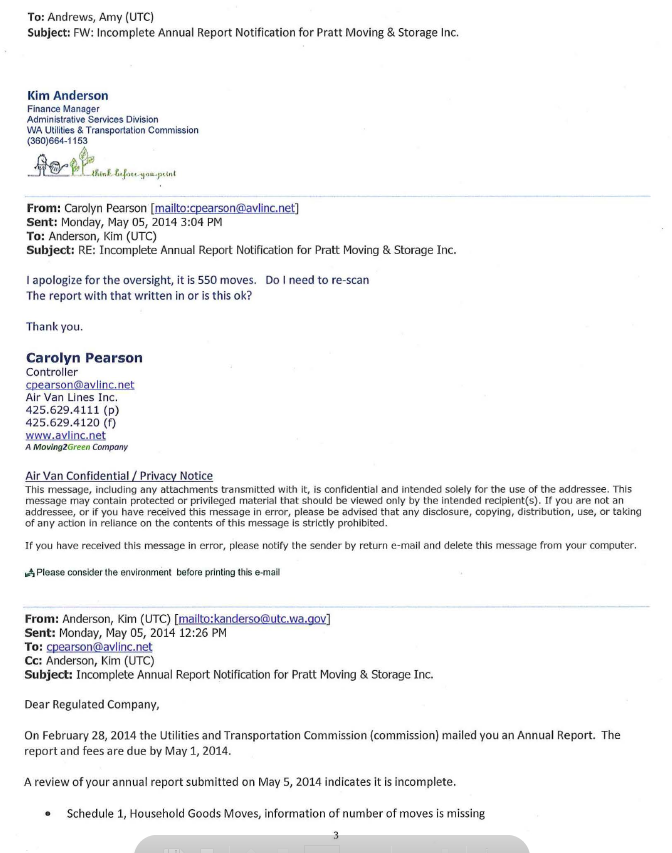 To: Andrews, Amy (UTC)
Subject: FW: Incomplete Annual Report Notification for Pratt Moving & Storage Inc.
Kim Anderson
Finance Manager
Administrative Services Division
WA Utilities & Transportation Commission
(360)664-1153
think before you print
From: Carolyn Pearson [mailto:cpearson@avlinc.net]
Sent: Monday, May 05, 2014 3:04 PM
To: Anderson, Kim (UTC)
Subject: RE: Incomplete Annual Report Notification for Pratt Moving & Storage Inc.
I apologize for the oversight, it is 550 moves. Do I need to re-scan
The report with that written in or is this ok?
Thank you.
Carolyn Pearson
Controller
cpearson@avlinc.net
Air Van Lines Inc.
425.629.4111 (p)
425.629.4120 (f)
www.avlinc.net
A Moving2Green Company
Air Van Confidential / Privacy Notice
This message, including any attachments transmitted with it, is confidential and intended solely for the use of the addressee. This
message may contain protected or privileged material that should be viewed only by the intended recipient(s). If you are not an
addressee, or if you have received this message in error, please be advised that any disclosure, copying, distribution, use, or taking
of any action in reliance on the contents of this message is strictly prohibited.
If you have received this message in error, please notify the sender by return e-mail and delete this message from your computer.
Please consider the environment before printing this e-mail
From: Anderson, Kim (UTC) [mailto:kanderso@utc.wa.gov]
Sent: Monday, May 05, 2014 12:26 PM
To: cpearson@avlinc.net
Cc: Anderson, Kim (UTC)
Subject: Incomplete Annual Report Notification for Pratt Moving & Storage Inc.
Dear Regulated Company,
On February 28, 2014 the Utilities and Transportation Commission (commission) mailed you an Annual Report. The
report and fees are due by May 1, 2014.
A review of your annual report submitted on May 5, 2014 indicates it is incomplete.
• Schedule 1, Household Goods Moves, information of number of moves is missing
3